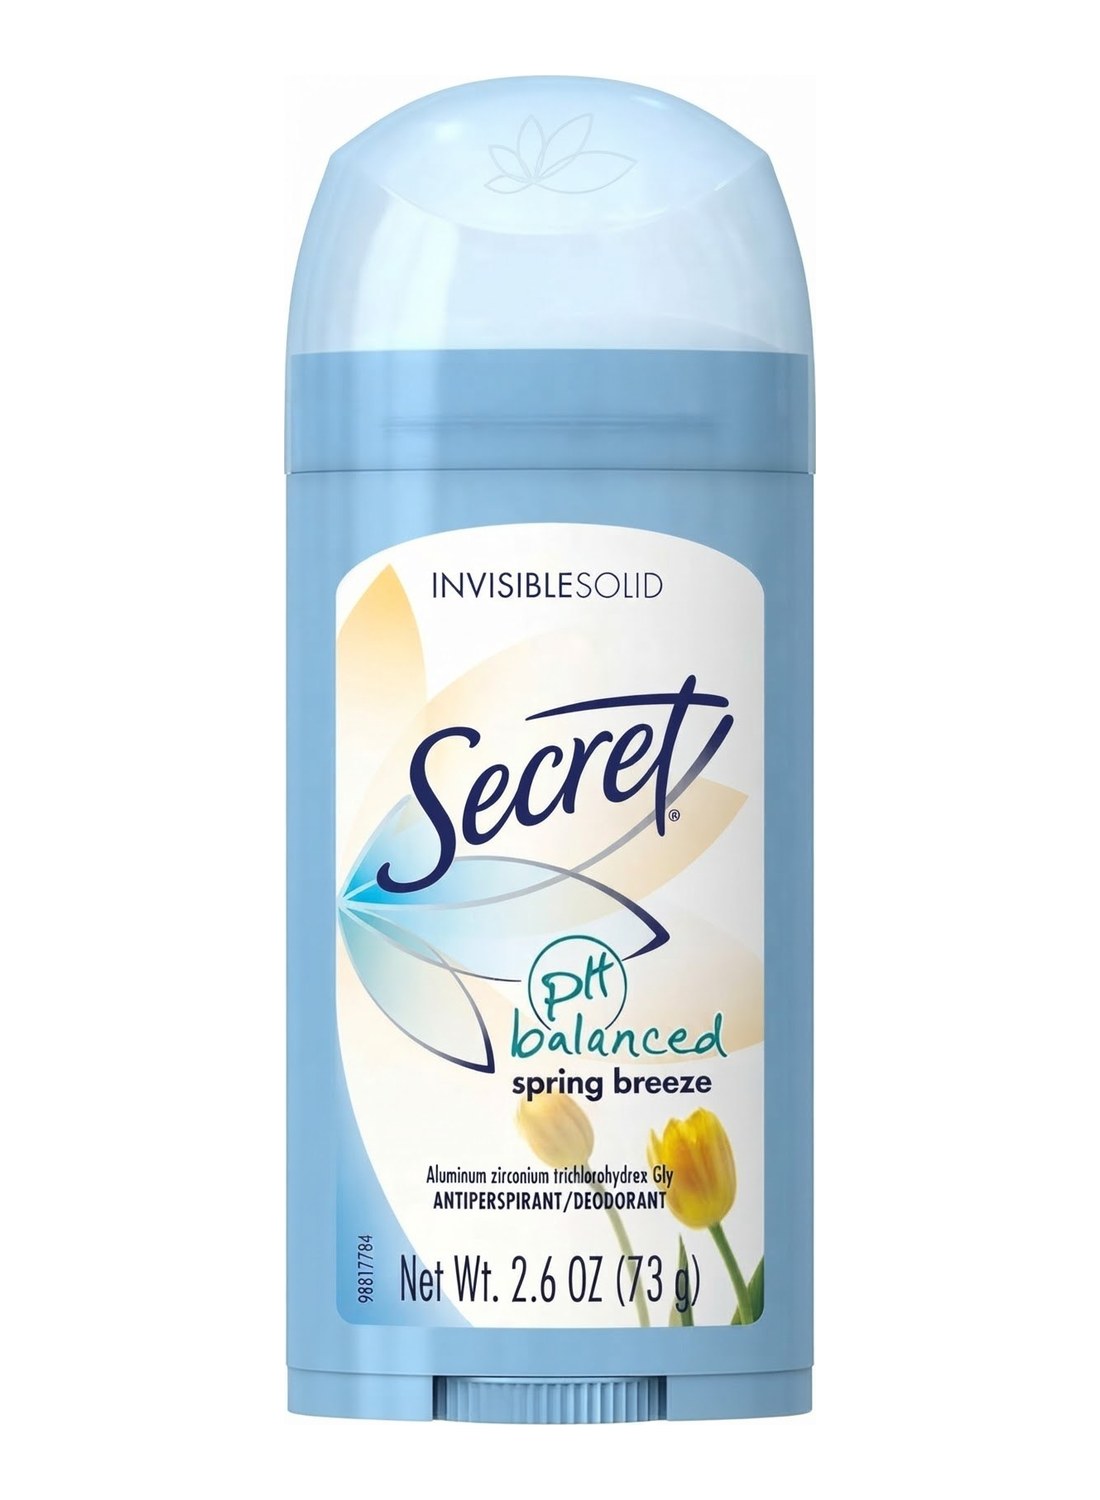 INVISIBLESOLID
Secret®
pH
balanced
spring breeze
Aluminum zirconium trichlorohydrex Gly
ANTIPERSPIRANT/DEODORANT
98817784
Net Wt. 2.6 OZ (73 g)